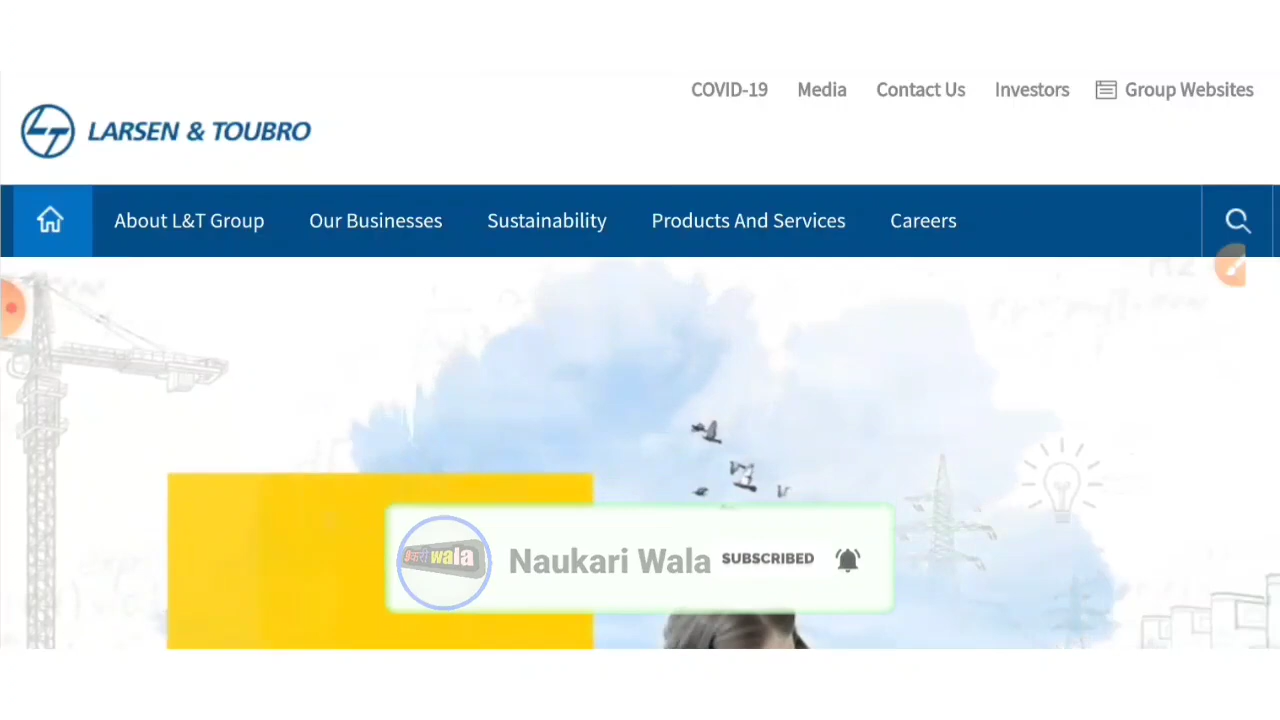 COVID-19 Media Contact Us Investors Group Websites
LARSEN & TOUBRO
About L&T Group Our Businesses Sustainability Products And Services Careers
wala Naukari Wala SUBSCRIBED